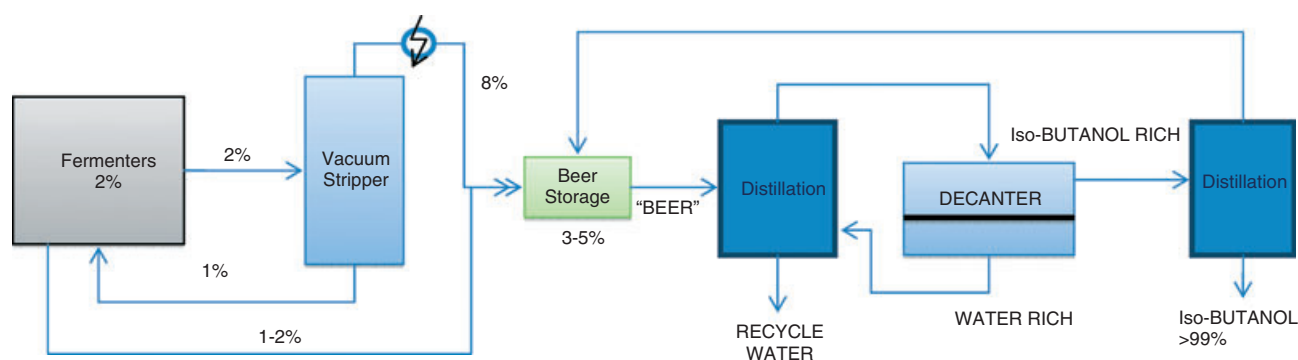 Fermenters
2%
2%
Vacuum
Stripper
8%
1%
1-2%
Beer
Storage
3-5%
“BEER”
Distillation
RECYCLE
WATER
DECANTER
WATER RICH
Iso-BUTANOL RICH
Distillation
Iso-BUTANOL
>99%